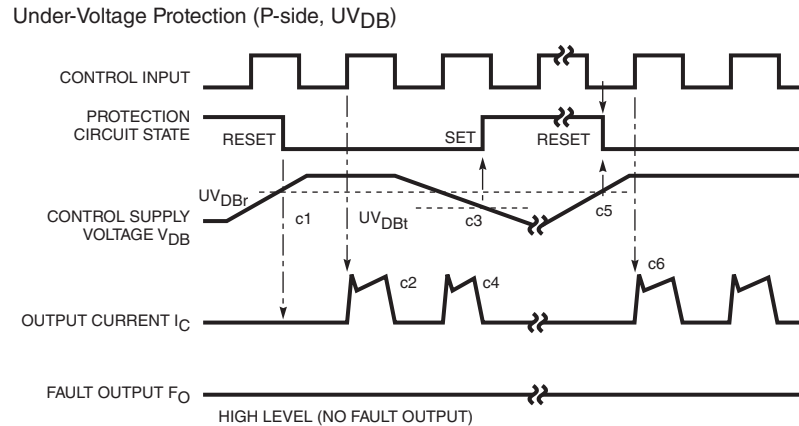 Under-Voltage Protection (P-side, UVDB)
CONTROL INPUT
PROTECTION
CIRCUIT STATE
RESET
SET
RESET
UVDBr
c1
UVDBt
c3
c5
CONTROL SUPPLY
VOLTAGE VDB
c2
c4
c6
OUTPUT CURRENT IC
FAULT OUTPUT FO
HIGH LEVEL (NO FAULT OUTPUT)